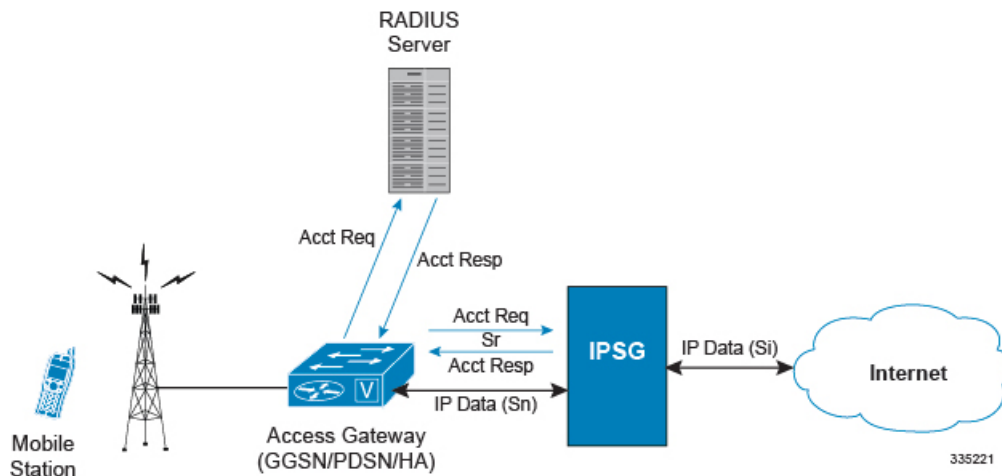 RADIUS
Server
Acct Req
Acct Resp
Acct Req
Sr
Acct Resp
IPSG
IP Data (Si)
Internet
V
IP Data (Sn)
Access Gateway
(GGSN/PDSN/HA)
Mobile
Station
335221